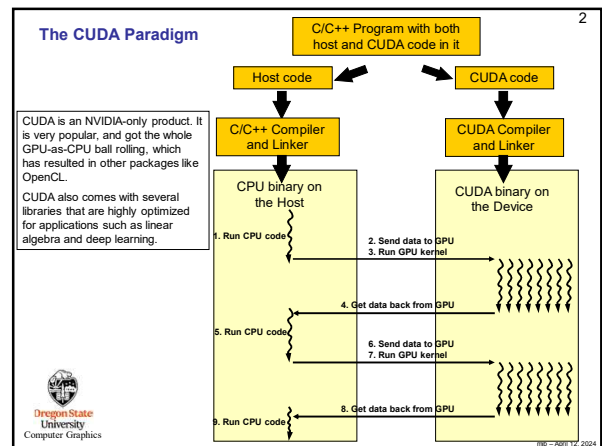 2
The CUDA Paradigm
C/C++ Program with both
host and CUDA code in it
Host code
CUDA code
C/C++ Compiler
and Linker
CUDA Compiler
and Linker
CUDA is an NVIDIA-only product. It
is very popular, and got the whole
GPU-as-CPU ball rolling, which
has resulted in other packages like
OpenCL.
CUDA also comes with several
libraries that are highly optimized
for applications such as linear
algebra and deep learning.
CPU binary on
the Host
CUDA binary on
the Device
1. Run CPU code
2. Send data to GPU
3. Run GPU kernel
4. Get data back from GPU
5. Run CPU code
6. Send data to GPU
7. Run GPU kernel
8. Get data back from GPU
9. Run CPU code
Oregon State
University
Computer Graphics
mjb – April 12, 2024